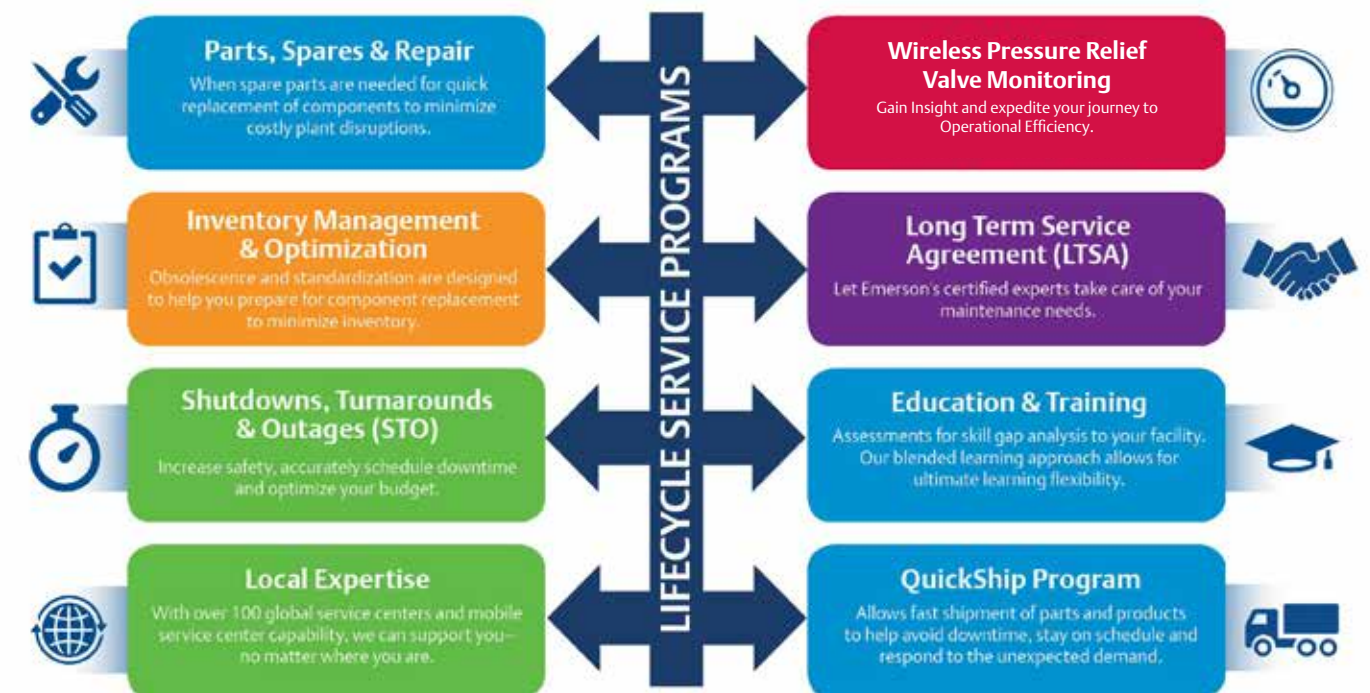 Parts, Spares & Repair
When spare parts are needed for quick
replacement of components to minimize
costly plant disruptions.
Inventory Management
& Optimization
Obsolescence and standardization are designed
to help you prepare for component replacement
to minimize inventory.
Shutdowns, Turnarounds
& Outages (STO)
Increase safety, accurately schedule downtime
and optimize your budget.
Local Expertise
With over 100 global service centers and mobile
service center capability, we can support you—
no matter where you are.
LIFECYCLE SERVICE PROGRAMS
Wireless Pressure Relief
Valve Monitoring
Gain Insight and expedite your journey to
Operational Efficiency.
Long Term Service
Agreement (LTSA)
Let Emerson's certified experts take care of your
maintenance needs.
Education & Training
Assessments for skill gap analysis to your facility.
Our blended learning approach allows for
ultimate learning flexibility.
QuickShip Program
Allows fast shipment of parts and products
to help avoid downtime, stay on schedule and
respond to the unexpected demand.